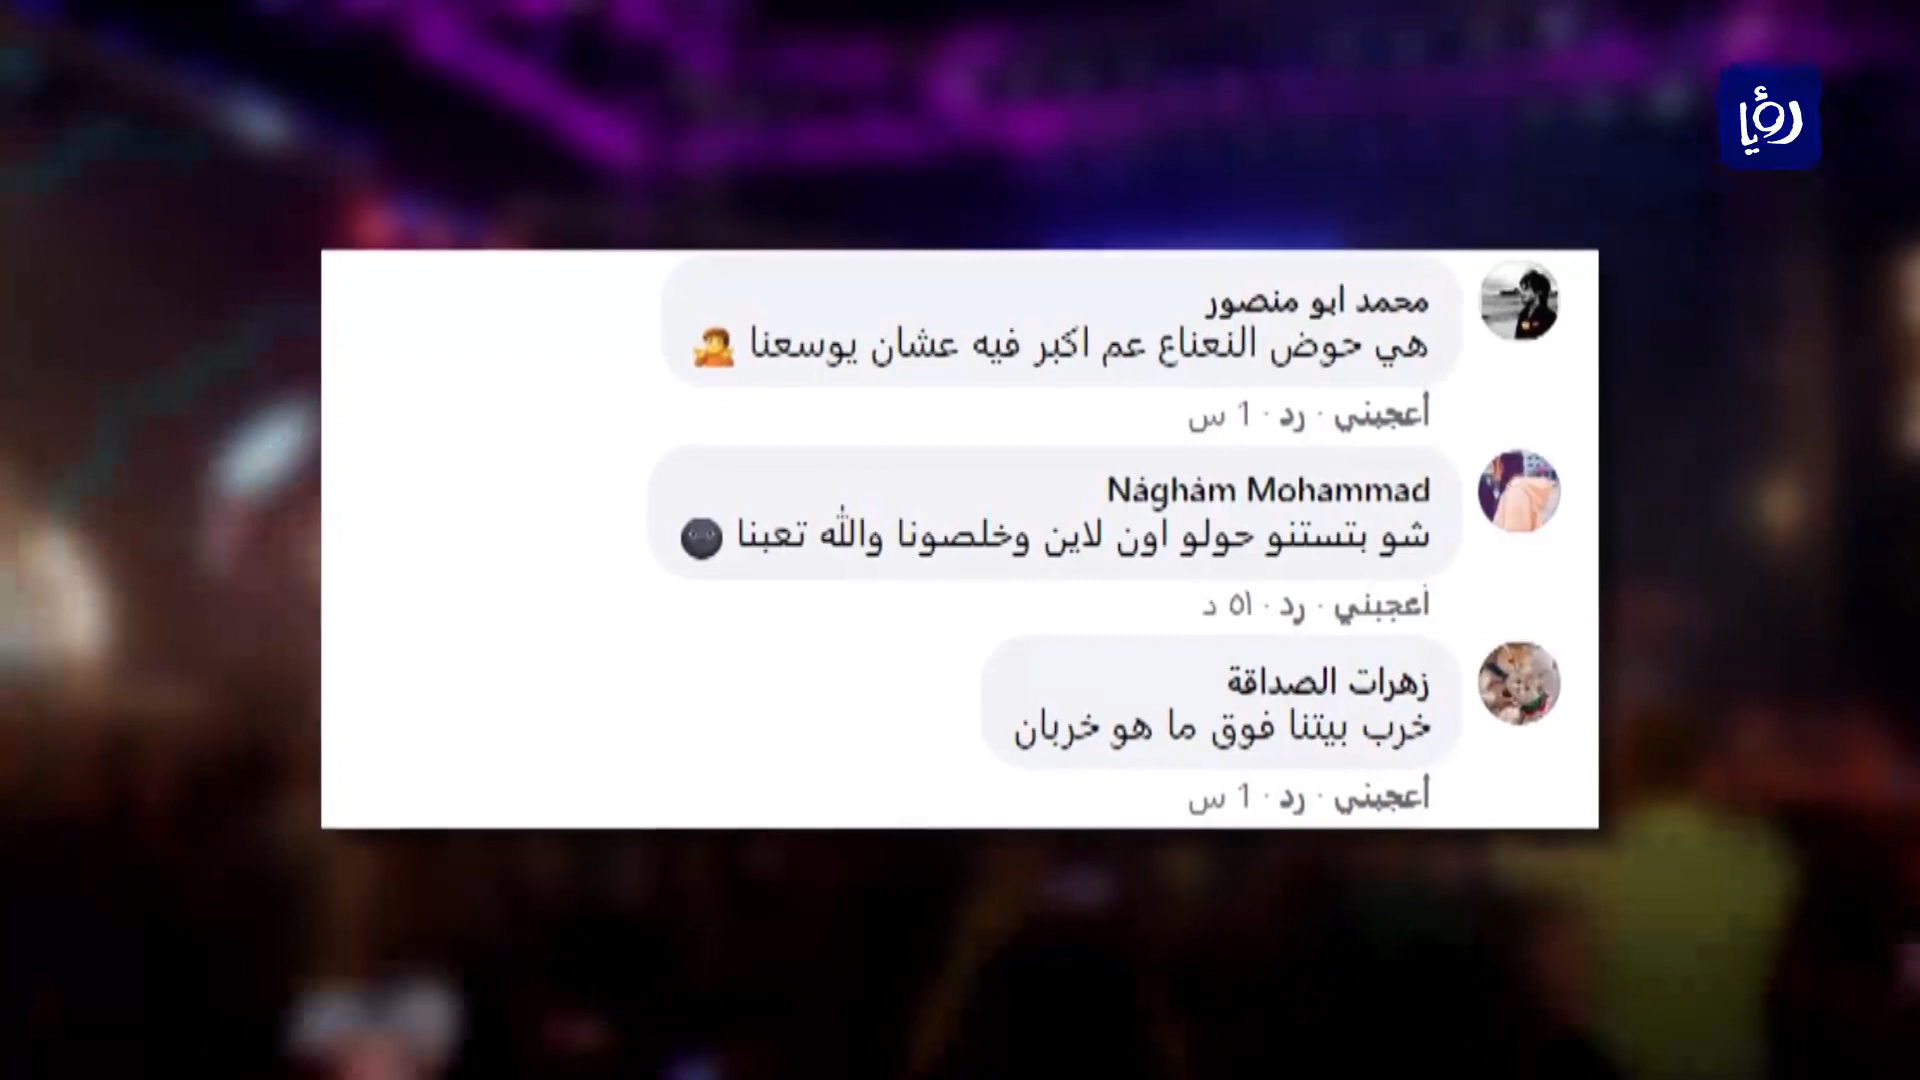 رؤيا
محمد ابو منصور
هي حوض النعناع عم اكبر فيه عشان يوسعنا 🤷
أعجبني · رد · 1 س
Nághám Mohammad
شو بتستنو حولو اون لاين وخلصونا والله تعبنا 🌚
أعجبني · رد · ٥١ د
زهرات الصداقة
خرب بيتنا فوق ما هو خربان
أعجبني · رد · 1 س